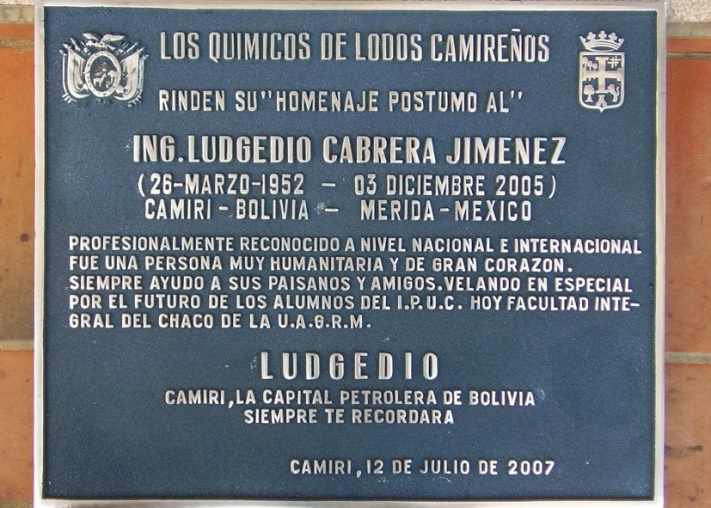 LOS QUIMICOS DE LODOS CAMIREÑOS
RINDEN SU "HOMENAJE POSTUMO AL"
ING. LUDGEDIO CABRERA JIMENEZ
(26-MARZO-1952 - 03 DICIEMBRE 2005)
CAMIRI-BOLIVIA - MERIDA-MEXICO
PROFESIONALMENTE RECONOCIDO A NIVEL NACIONAL E INTERNACIONAL
FUE UNA PERSONA MUY HUMANITARIA Y DE GRAN CORAZON.
SIEMPRE AYUDO A SUS PAISANOS Y AMIGOS. VELANDO EN ESPECIAL
POR EL FUTURO DE LOS ALUMNOS DEL I.P.U.C. HOY FACULTAD INTE-
GRAL DEL CHACO DE LA U.A.G.R.M.
LUDGEDIO
CAMIRI, LA CAPITAL PETROLERA DE BOLIVIA
SIEMPRE TE RECORDARA
CAMIRI, 12 DE JULIO DE 2007